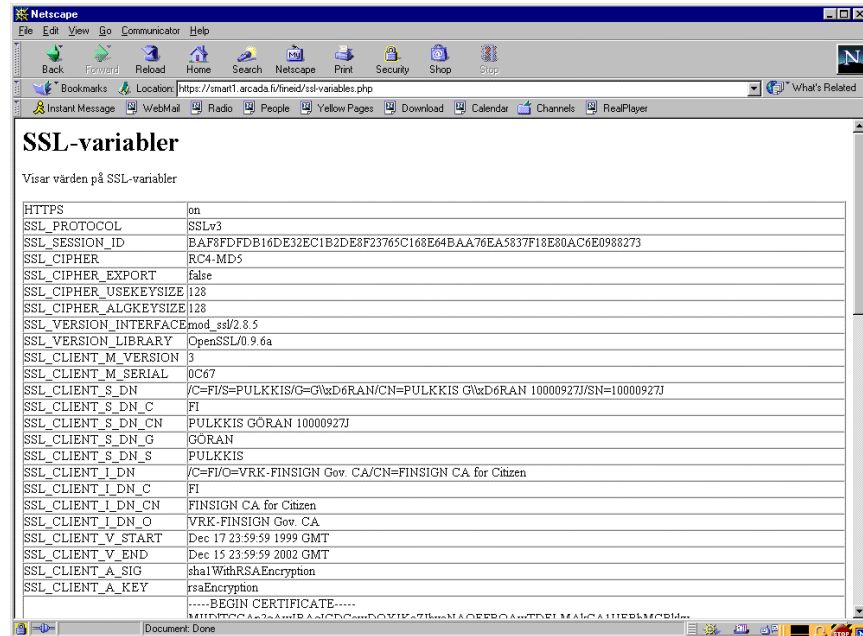 Netscape
File Edit View Go Communicator Help
Back Forward Reload Home Search Netscape Print Security Shop Stop
Bookmarks Location: https://smart1.arcada.fi/fineid/ssl-variables.php What's Related
Instant Message WebMail Radio People Yellow Pages Download Calendar Channels RealPlayer
SSL-variabler
Visar värden på SSL-variabler
HTTPS on
SSL_PROTOCOL SSLv3
SSL_SESSION_ID BAF8FDFDB16DE32EC1B2DE8F23765C168E64BAA76EA5837F18E80AC6E0988273
SSL_CIPHER RC4-MD5
SSL_CIPHER_EXPORT false
SSL_CIPHER_USEKEYSIZE 128
SSL_CIPHER_ALGKEYSIZE 128
SSL_VERSION_INTERFACE mod_ssl/2.8.5
SSL_VERSION_LIBRARY OpenSSL/0.9.6a
SSL_CLIENT_M_VERSION 3
SSL_CLIENT_M_SERIAL 0C67
SSL_CLIENT_S_DN /C=FI/S=PULKKIS/G=G\\xD6RAN/CN=PULKKIS G\\xD6RAN 10000927J/SN=10000927J
SSL_CLIENT_S_DN_C FI
SSL_CLIENT_S_DN_CN PULKKIS GÖRAN 10000927J
SSL_CLIENT_S_DN_G GÖRAN
SSL_CLIENT_S_DN_S PULKKIS
SSL_CLIENT_I_DN /C=FI/O=VRK-FINSIGN Gov. CA/CN=FINSIGN CA for Citizen
SSL_CLIENT_I_DN_C FI
SSL_CLIENT_I_DN_CN FINSIGN CA for Citizen
SSL_CLIENT_I_DN_O VRK-FINSIGN Gov. CA
SSL_CLIENT_V_START Dec 17 23:59:59 1999 GMT
SSL_CLIENT_V_END Dec 15 23:59:59 2002 GMT
SSL_CLIENT_A_SIG sha1WithRSAEncryption
SSL_CLIENT_A_KEY rsaEncryption
-----BEGIN CERTIFICATE-----
Document: Done